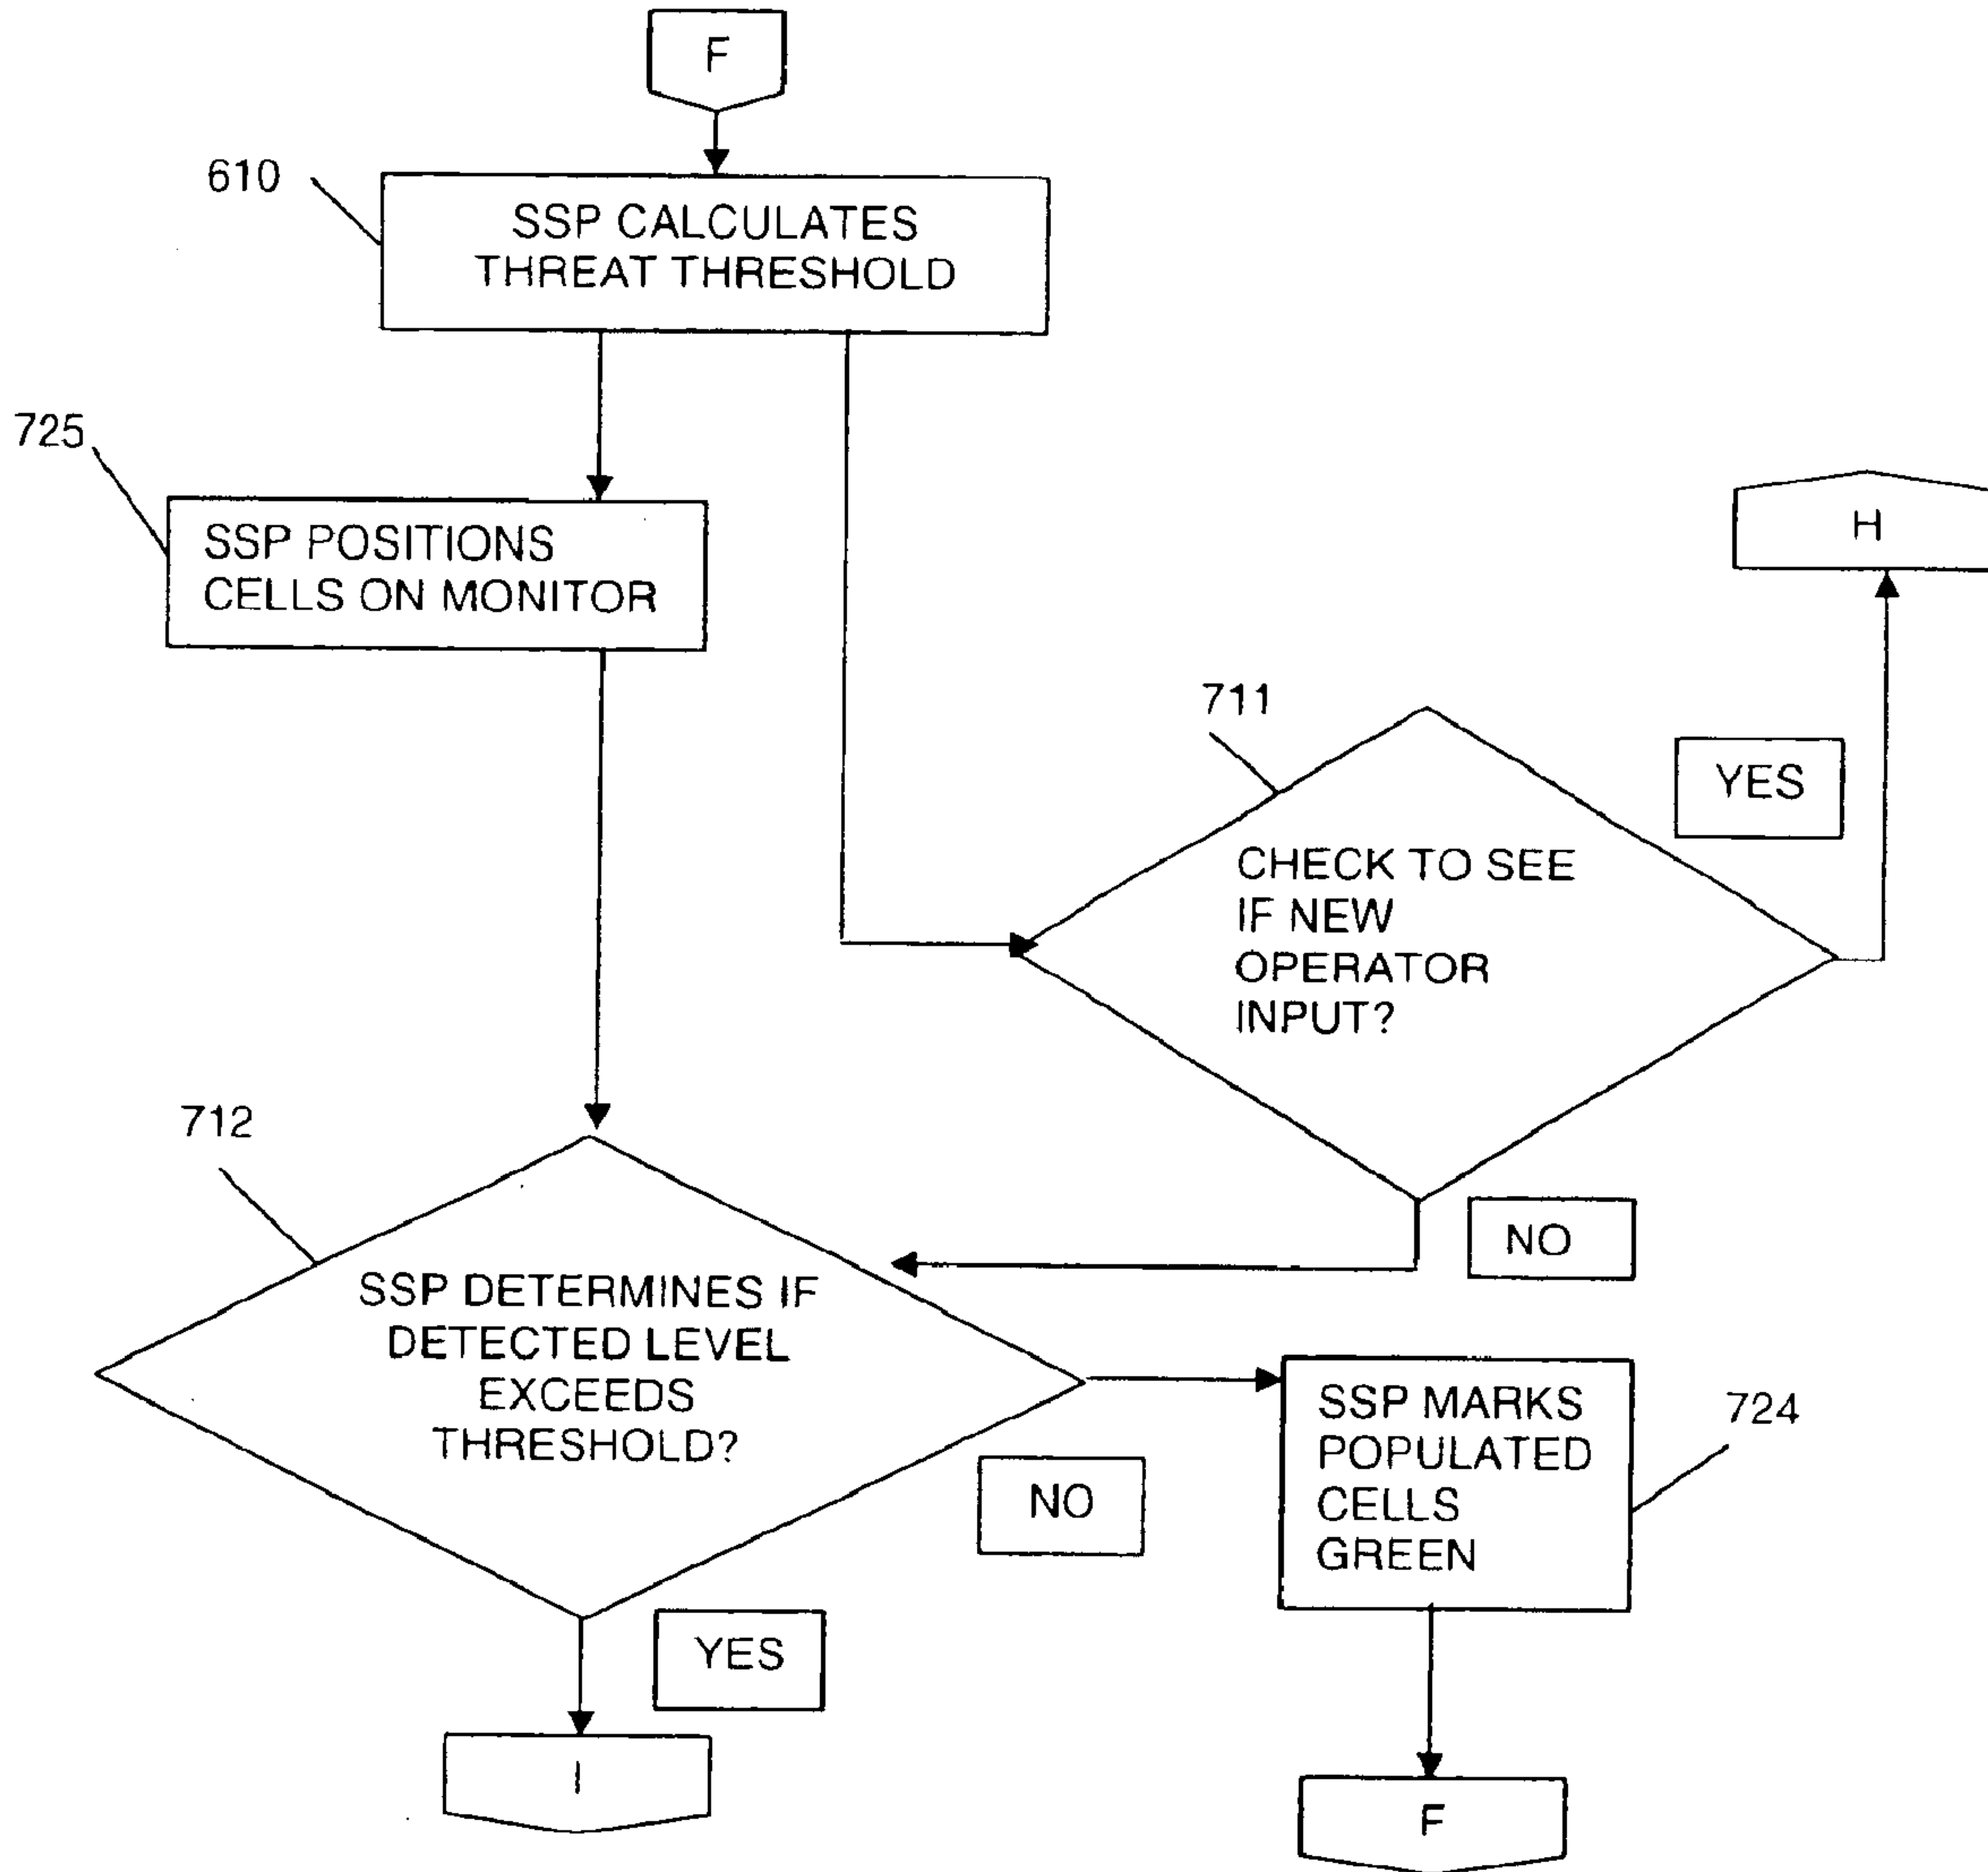 F
610
SSP CALCULATES
THREAT THRESHOLD
725
SSP POSITIONS
CELLS ON MONITOR
H
711
YES
CHECK TO SEE
IF NEW
OPERATOR
INPUT?
712
NO
SSP DETERMINES IF
DETECTED LEVEL
EXCEEDS
THRESHOLD?
SSP MARKS
POPULATED
CELLS
GREEN
724
NO
YES
I
F